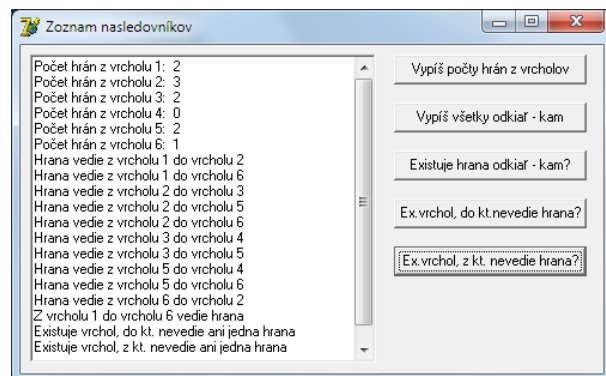 Zoznam nasledovníkov
Počet hrán z vrcholu 1: 2
Počet hrán z vrcholu 2: 3
Počet hrán z vrcholu 3: 2
Počet hrán z vrcholu 4: 0
Počet hrán z vrcholu 5: 2
Počet hrán z vrcholu 6: 1
Hrana vedie z vrcholu 1 do vrcholu 2
Hrana vedie z vrcholu 1 do vrcholu 6
Hrana vedie z vrcholu 2 do vrcholu 3
Hrana vedie z vrcholu 2 do vrcholu 5
Hrana vedie z vrcholu 2 do vrcholu 6
Hrana vedie z vrcholu 3 do vrcholu 4
Hrana vedie z vrcholu 3 do vrcholu 5
Hrana vedie z vrcholu 5 do vrcholu 4
Hrana vedie z vrcholu 5 do vrcholu 6
Hrana vedie z vrcholu 6 do vrcholu 2
Z vrcholu 1 do vrcholu 6 vedie hrana
Existuje vrchol, do kt. nevedie ani jedna hrana
Existuje vrchol, z kt. nevedie ani jedna hrana
Vypíš počty hrán z vrcholov
Vypíš všetky odkiaľ - kam
Existuje hrana odkiaľ - kam?
Ex.vrchol, do kt.nevedie hrana?
Ex.vrchol, z kt. nevedie hrana?